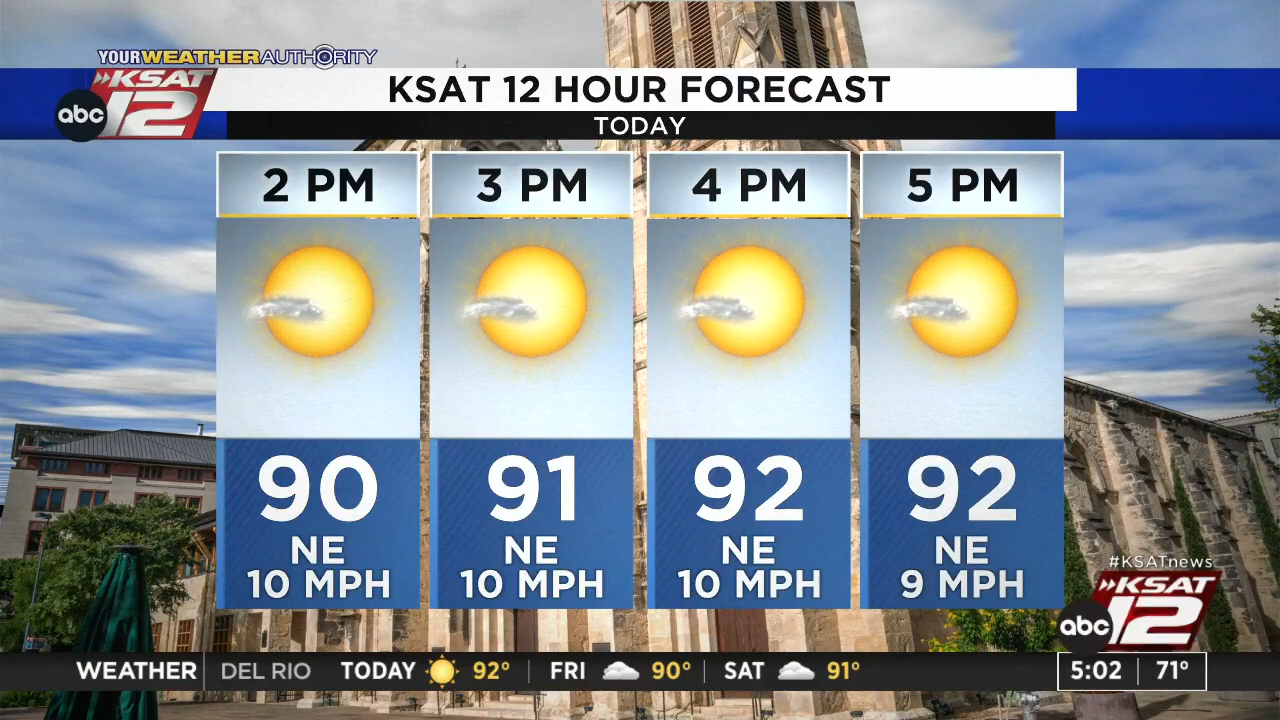 YOURWEATHERAUTHORITY
KSAT 12 HOUR FORECAST
KSAT
abc 12
TODAY
2 PM 3 PM 4 PM 5 PM
90 91 92 92
NE NE NE NE
10 MPH 10 MPH 10 MPH 9 MPH
#KSATnews
KSAT
abc 12
WEATHER DEL RIO TODAY 92° FRI 90° SAT 91° 5:02 71°